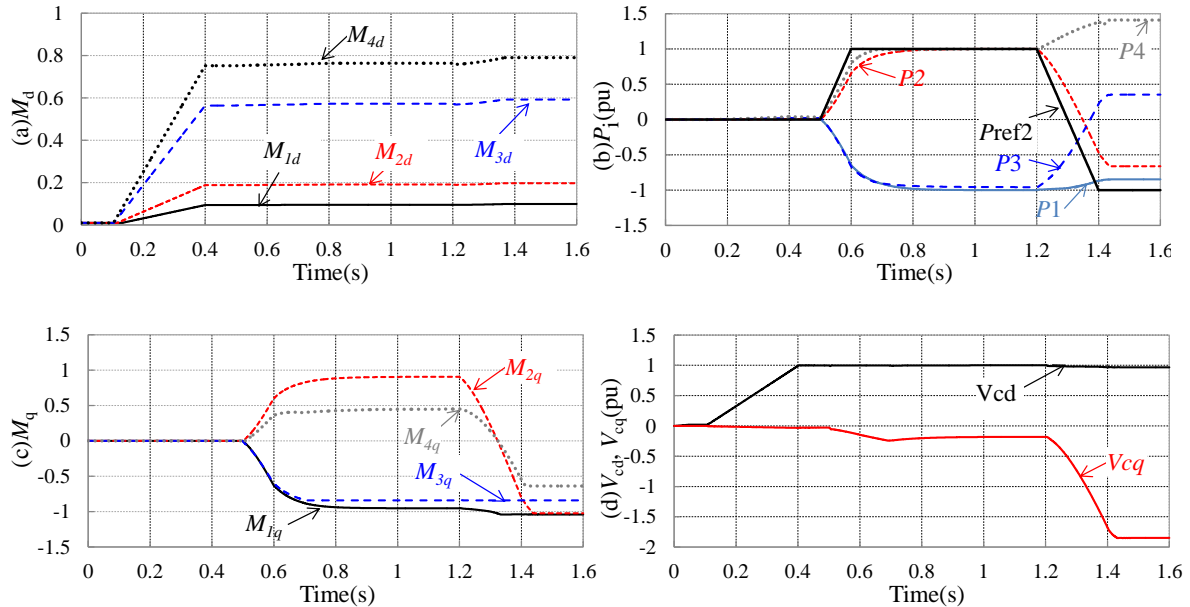 (a)Md
1
0.8
0.6
0.4
0.2
0
M4d
M3d
M1d
M2d
0 0.2 0.4 0.6 0.8 1 1.2 1.4 1.6
Time(s)
(b)Pi(pu)
1.5
1
0.5
0
-0.5
-1
-1.5
P2
P4
Pref2
P3
P1
0 0.2 0.4 0.6 0.8 1 1.2 1.4 1.6
Time(s)
(c)Mq
1.5
1
0.5
0
-0.5
-1
-1.5
M2q
M4q
M3q
M1q
0 0.2 0.4 0.6 0.8 1 1.2 1.4 1.6
Time(s)
(d)Vcd, Vcq(pu)
1.5
1
0.5
0
-0.5
-1
-1.5
-2
Vcd
Vcq
0 0.2 0.4 0.6 0.8 1 1.2 1.4 1.6
Time(s)